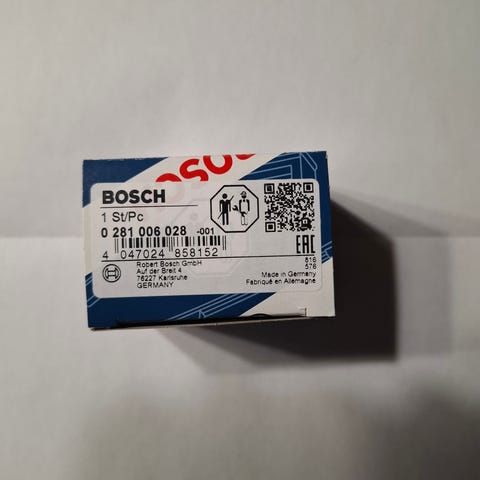 BOSCH
BOSCH
1 St/Pc
0 281 006 028 -001
4 047024 858152
EAC
Robert Bosch GmbH
Auf der Breit 4
76227 Karlsruhe
GERMANY
816
576
Made in Germany
Fabriqué en Allemagne